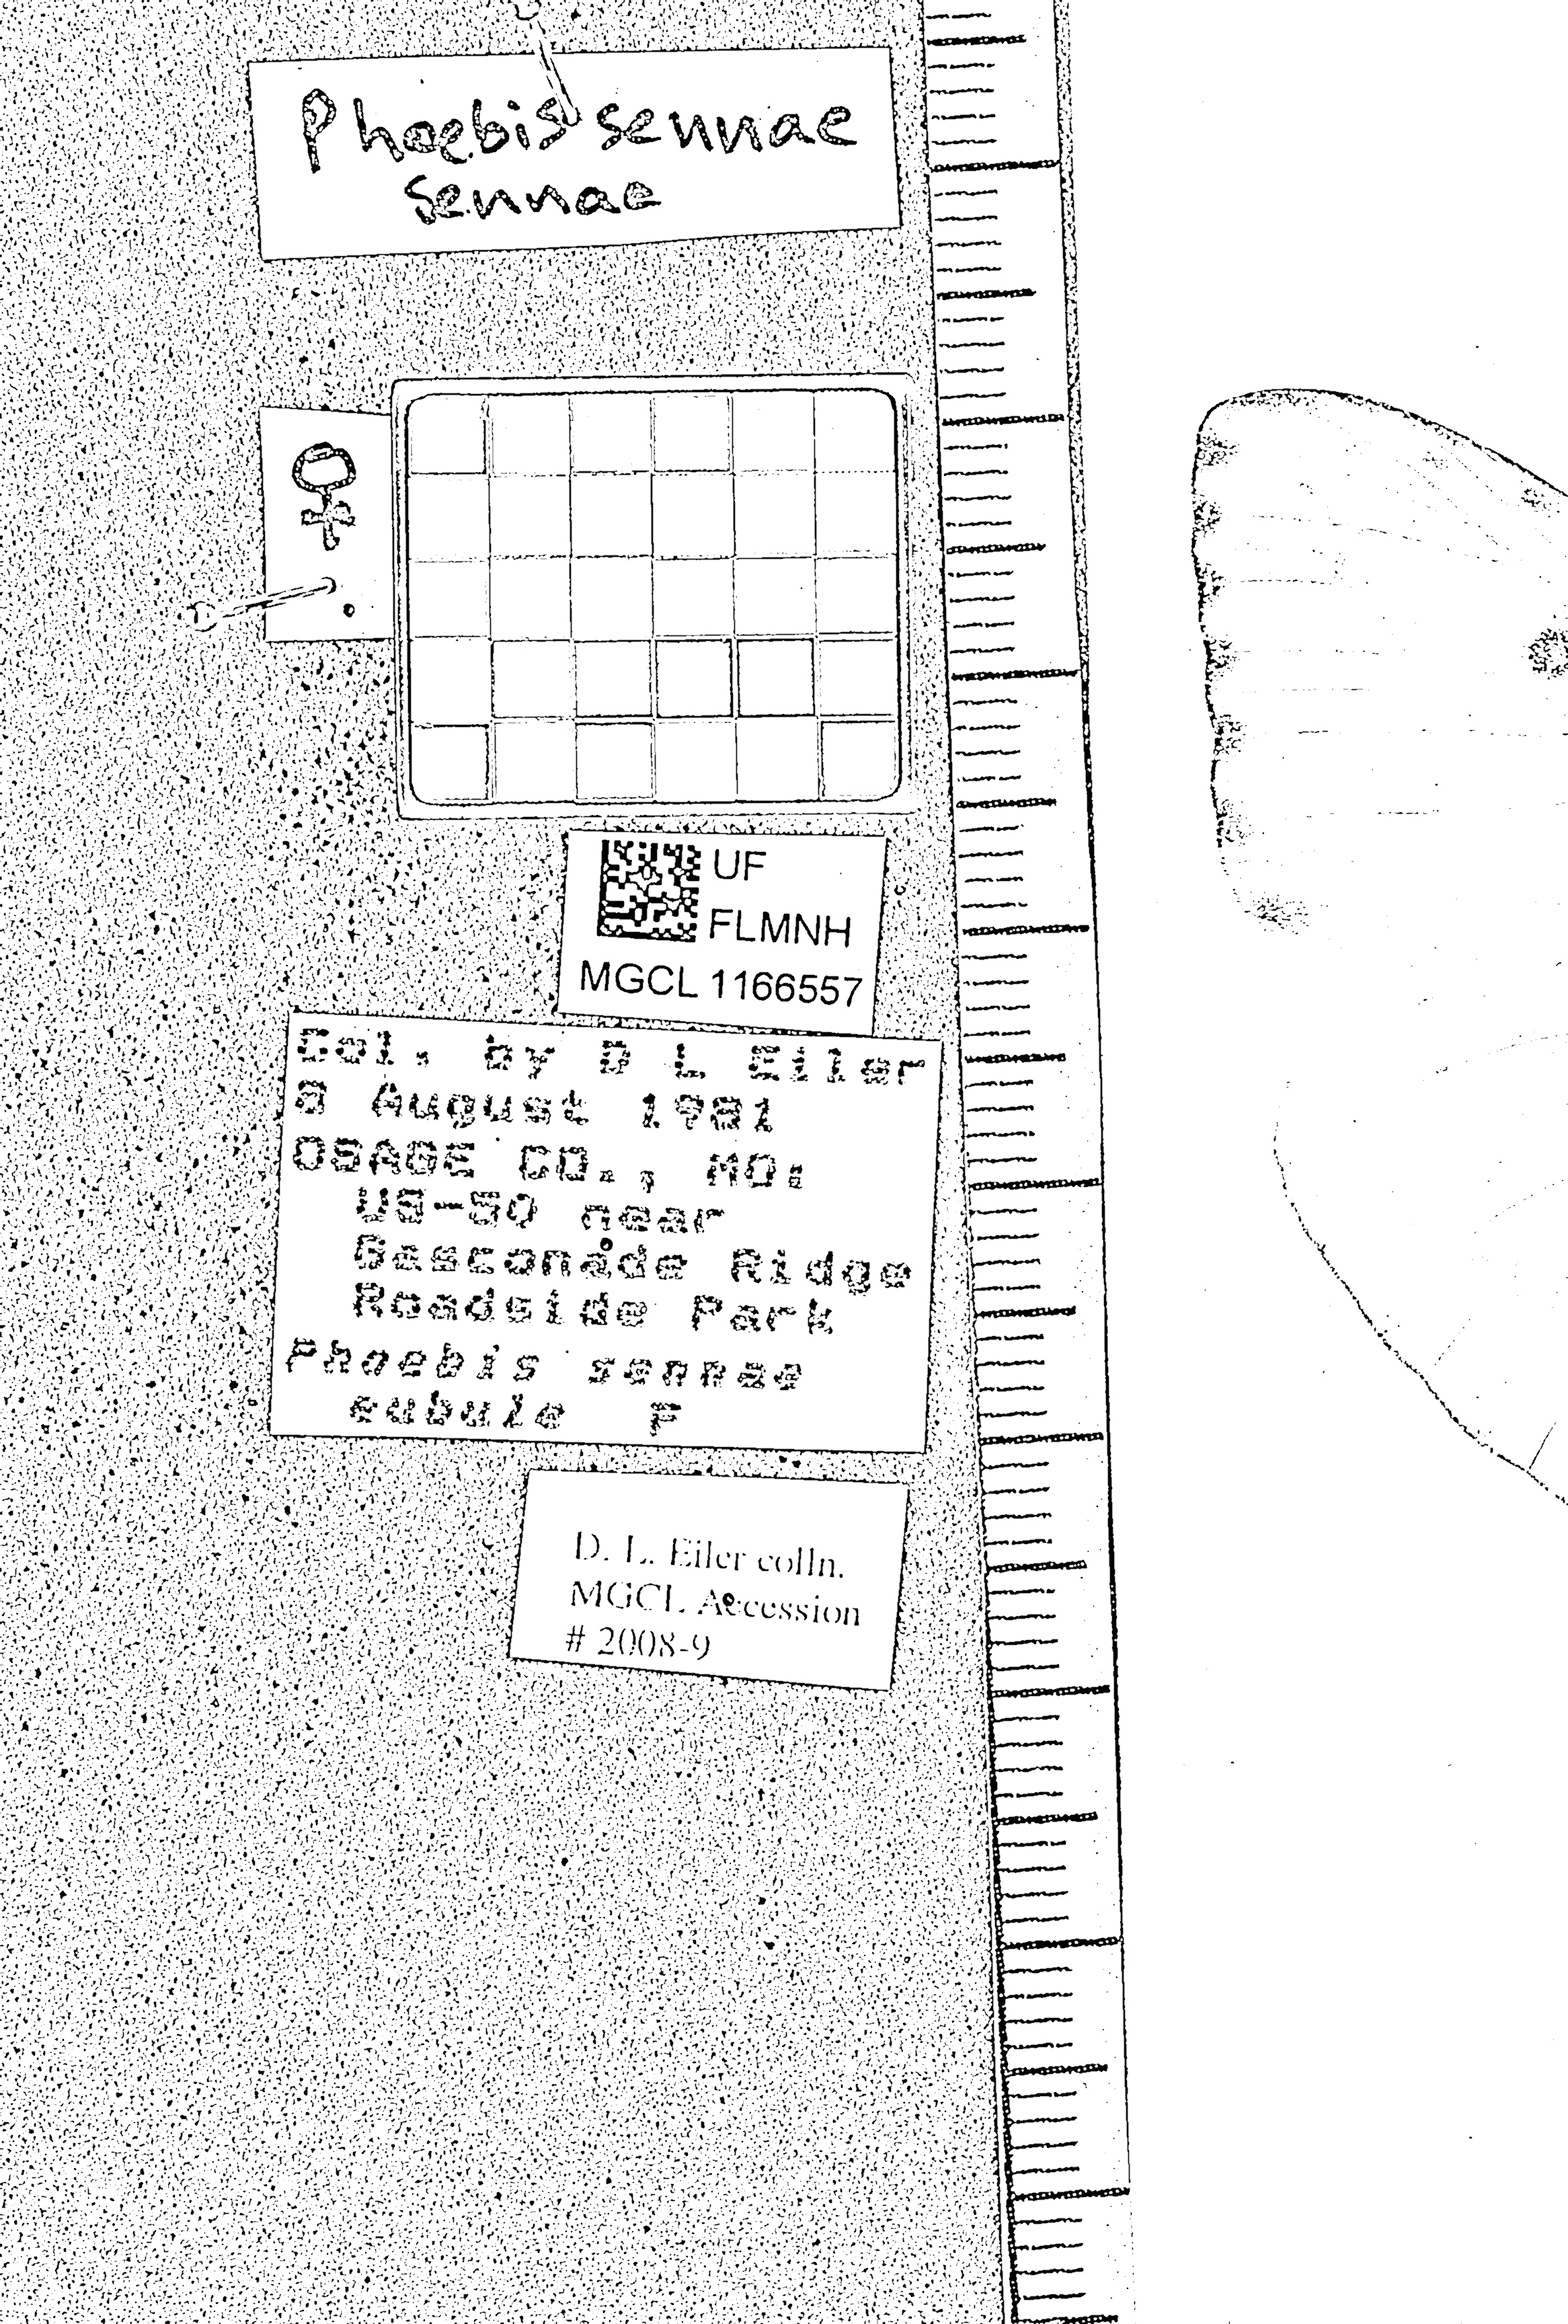 Phoebis sennae
sennae
♀
UF
FLMNH
MGCL 1166557
Col. by D L Eiler
8 August 1981
OSAGE CO., MO:
US-50 near
Gasconade Ridge
Roadside Park
Phoebis sennae
eubule F
D. L. Eiler colln.
MGCL Accession
# 2008-9